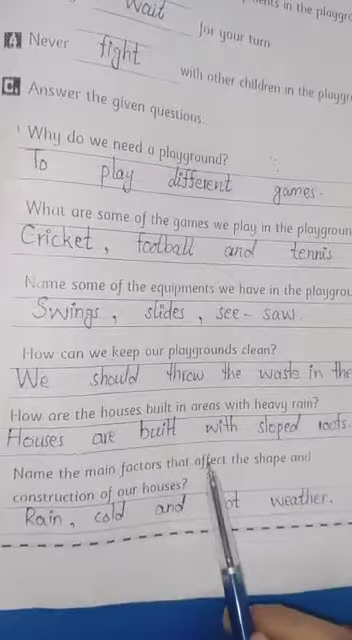 wait for your turn
4 Never fight with other children in the
C. Answer the given questions.
Why do we need a playground?
To play different games.
What are some of the games we play in the
Cricket, football and tennis
Name some of the equipments we have in the
Swings, slides, see-saw
How can we keep our playgrounds clean?
We should throw the waste in the
How are the houses built in areas with heavy rain?
Houses are built with sloped roofs.
Name the main factors that affect the shape and
construction of our houses?
Rain, cold and ot weather.